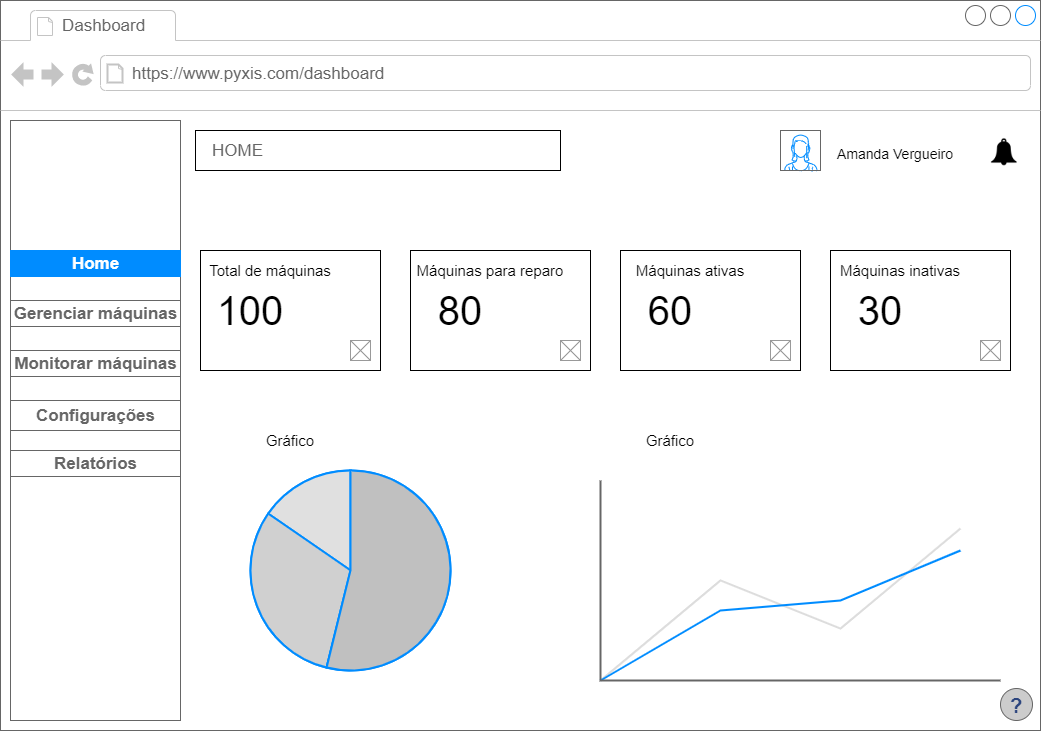 Dashboard
https://www.pyxis.com/dashboard
HOME
Amanda Vergueiro
Home
Gerenciar máquinas
Monitorar máquinas
Configurações
Relatórios
Total de máquinas
100
Máquinas para reparo
80
Máquinas ativas
60
Máquinas inativas
30
Gráfico
Gráfico
?